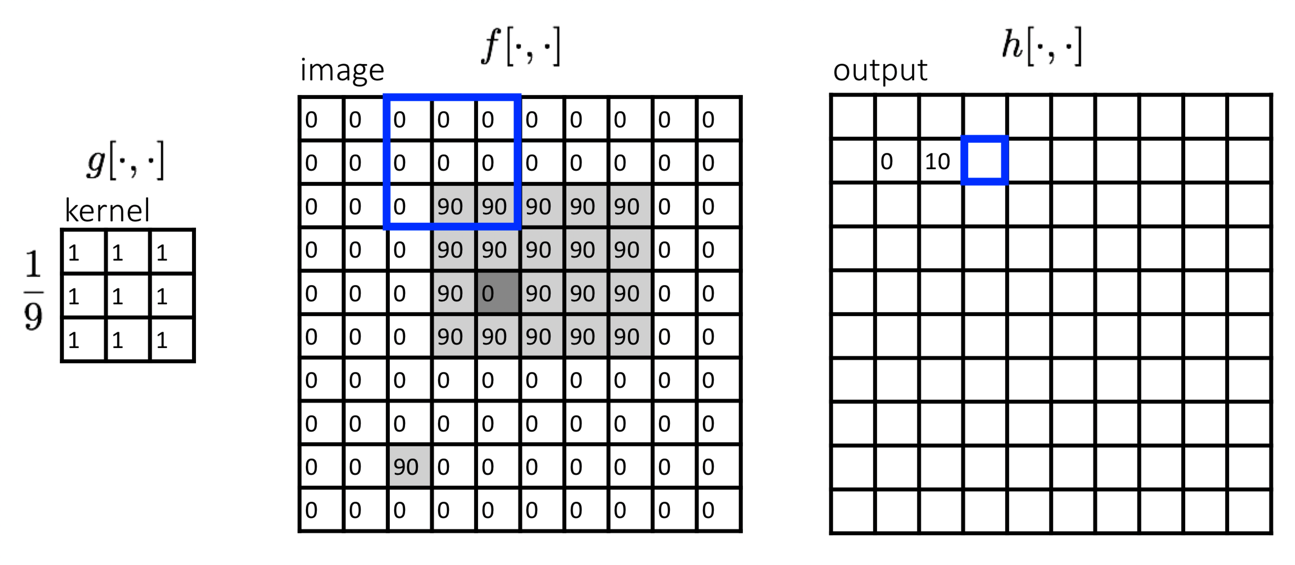 g[·, ·]
kernel
1/9
1 1 1
1 1 1
1 1 1
f[·, ·]
image
0 0 0 0 0 0 0 0 0 0
0 0 0 0 0 0 0 0 0 0
0 0 0 90 90 90 90 90 0 0
0 0 0 90 90 90 90 90 0 0
0 0 0 90 0 90 90 90 0 0
0 0 0 90 90 90 90 90 0 0
0 0 0 0 0 0 0 0 0 0
0 0 0 0 0 0 0 0 0 0
0 0 90 0 0 0 0 0 0 0
0 0 0 0 0 0 0 0 0 0
h[·, ·]
output
0 10